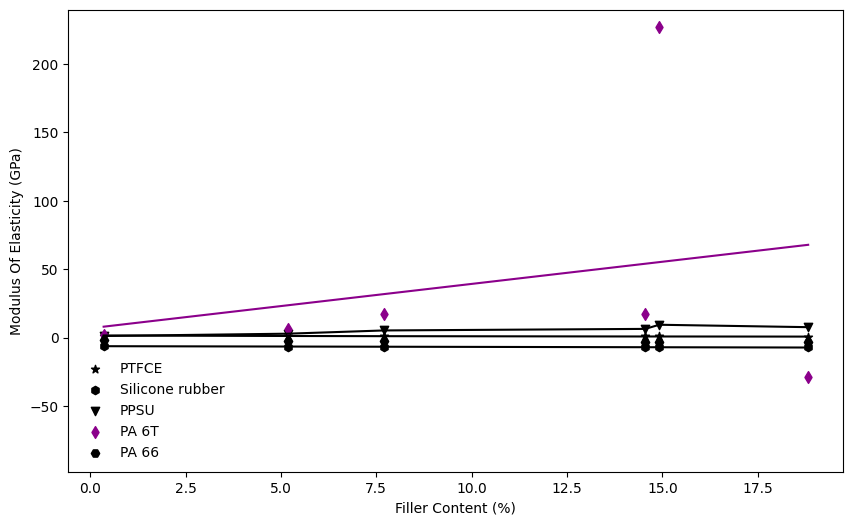 200
150
100
50
0
−50
0.0 2.5 5.0 7.5 10.0 12.5 15.0 17.5
Modulus Of Elasticity (GPa)
Filler Content (%)
PTFCE
Silicone rubber
PPSU
PA 6T
PA 66